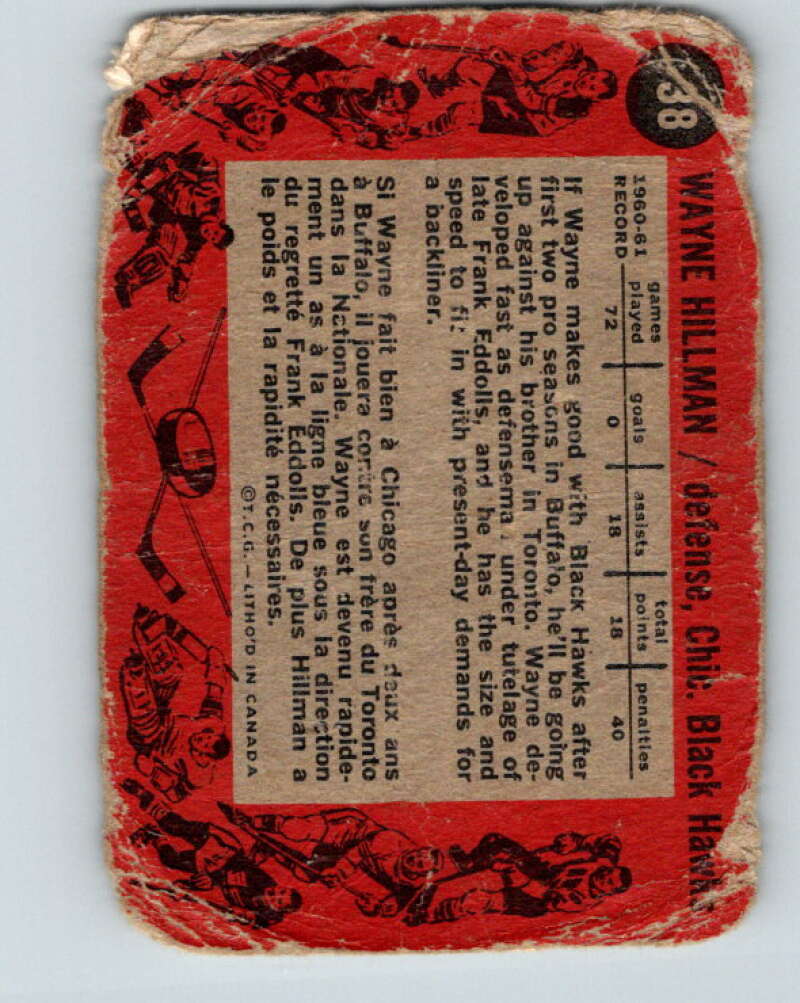 38
WAYNE HILLMAN / defense, Chic. Black Hawks
1960-61 RECORD
games played goals assists total points penalties
72 0 18 18 40
If Wayne makes good with Black Hawks after
first two pro seasons in Buffalo, he'll be going
up against his brother in Toronto. Wayne de-
veloped fast as defenseman under tutelage of
late Frank Eddolls, and he has the size and
speed to fit in with present-day demands for
a backliner.
Si Wayne fait bien à Chicago après deux ans
à Buffalo, il jouera contre son frère du Toronto
dans la Nationale. Wayne est devenu rapide-
ment un as à la ligne bleue sous la direction
du regretté Frank Eddolls. De plus Hillman a
le poids et la rapidité nécessaires.
©T.C.G.—LITHO'D IN CANADA